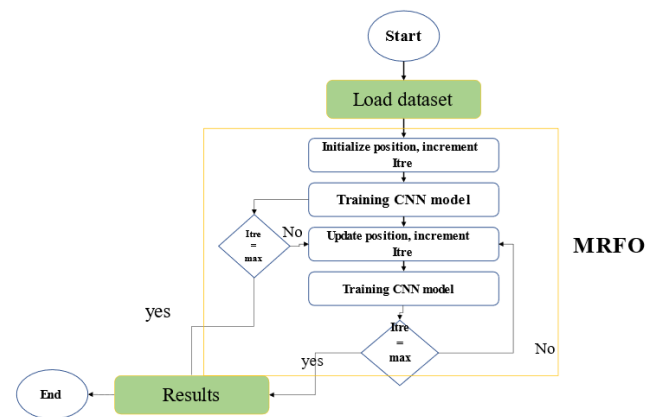 Start
Load dataset
Initialize position, increment
Itre
Training CNN model
Itre
=
max
No
Update position, increment
Itre
MRFO
Training CNN model
yes
Itre
=
max
No
yes
End
Results